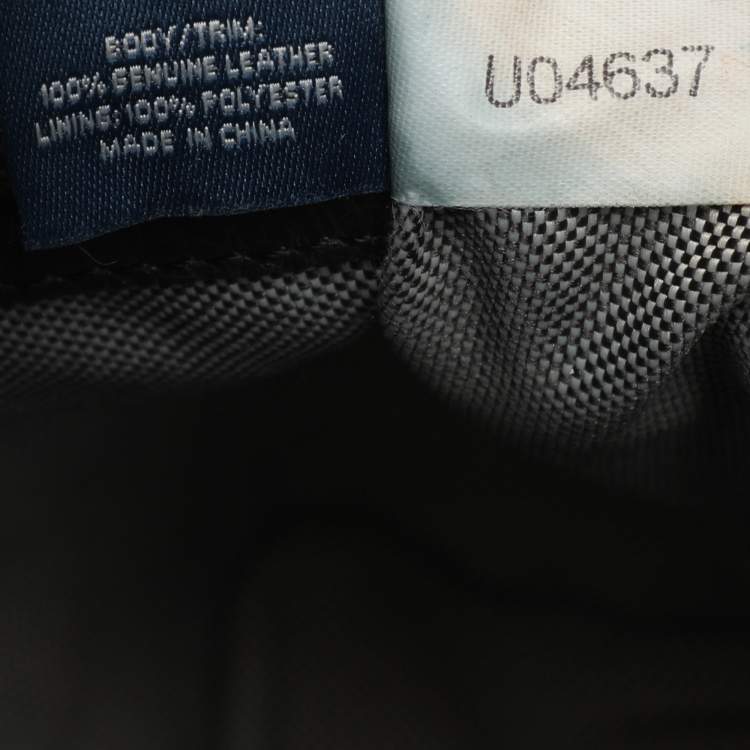 BODY/TRIM:
100% GENUINE LEATHER
LINING: 100% POLYESTER
MADE IN CHINA
U04637